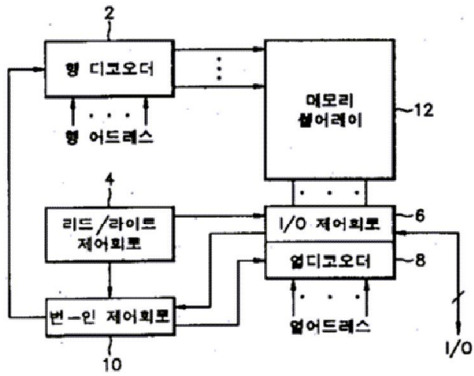 2
행 디코오더
행 어드레스
메모리
셀어레이
12
4
리드/라이트
제어회로
I/O 제어회로
6
열디코오더
8
번-인 제어회로
10
열어드레스
I/O